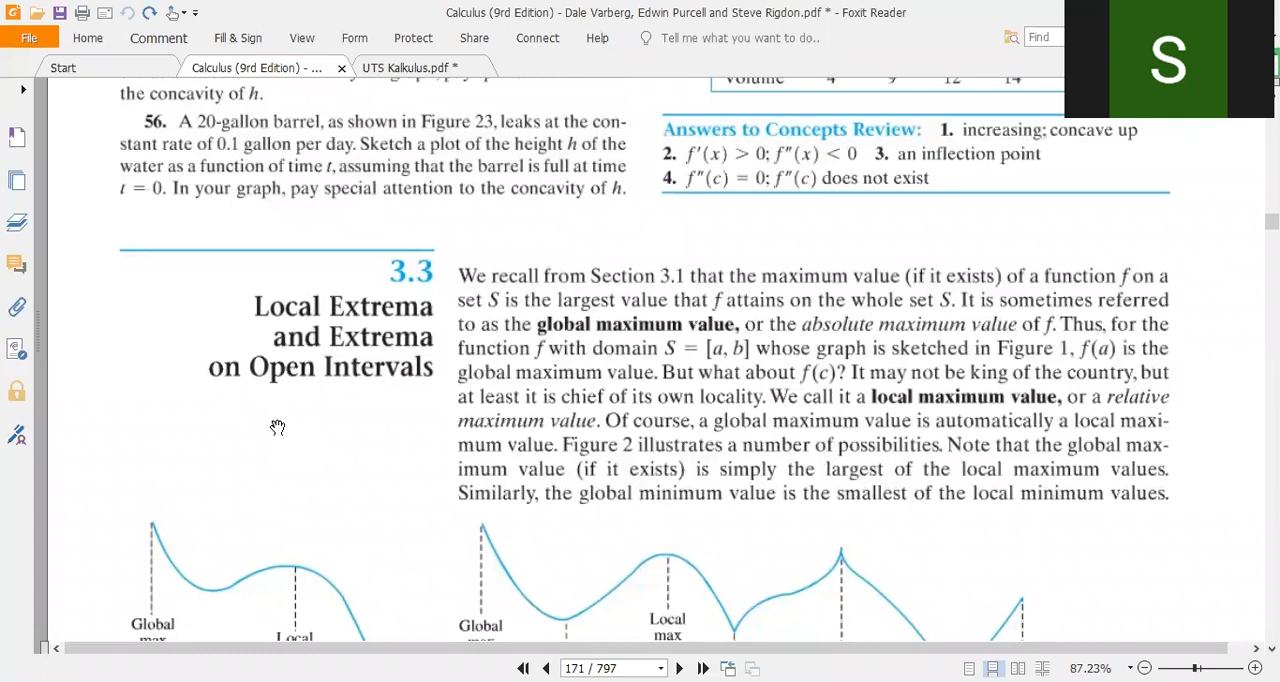 Calculus (9rd Edition) - Dale Varberg, Edwin Purcell and Steve Rigdon.pdf * - Foxit Reader
File Home Comment Fill & Sign View Form Protect Share Connect Help Tell me what you want to do.. Find
S
Start Calculus (9rd Edition) - ... x UTS Kalkulus.pdf *
the concavity of h.
56. A 20-gallon barrel, as shown in Figure 23, leaks at the con-
stant rate of 0.1 gallon per day. Sketch a plot of the height h of the
water as a function of time t, assuming that the barrel is full at time
t = 0. In your graph, pay special attention to the concavity of h.
Volume 4 9 12 14
Answers to Concepts Review: 1. increasing; concave up
2. f′(x) > 0; f″(x) < 0 3. an inflection point
4. f″(c) = 0; f″(c) does not exist
3.3
Local Extrema
and Extrema
on Open Intervals
We recall from Section 3.1 that the maximum value (if it exists) of a function f on a
set S is the largest value that f attains on the whole set S. It is sometimes referred
to as the global maximum value, or the absolute maximum value of f. Thus, for the
function f with domain S = [a, b] whose graph is sketched in Figure 1, f(a) is the
global maximum value. But what about f(c)? It may not be king of the country, but
at least it is chief of its own locality. We call it a local maximum value, or a relative
maximum value. Of course, a global maximum value is automatically a local maxi-
mum value. Figure 2 illustrates a number of possibilities. Note that the global max-
imum value (if it exists) is simply the largest of the local maximum values.
Similarly, the global minimum value is the smallest of the local minimum values.
Global
max
Local
Global
Local
max
171 / 797
87.23%